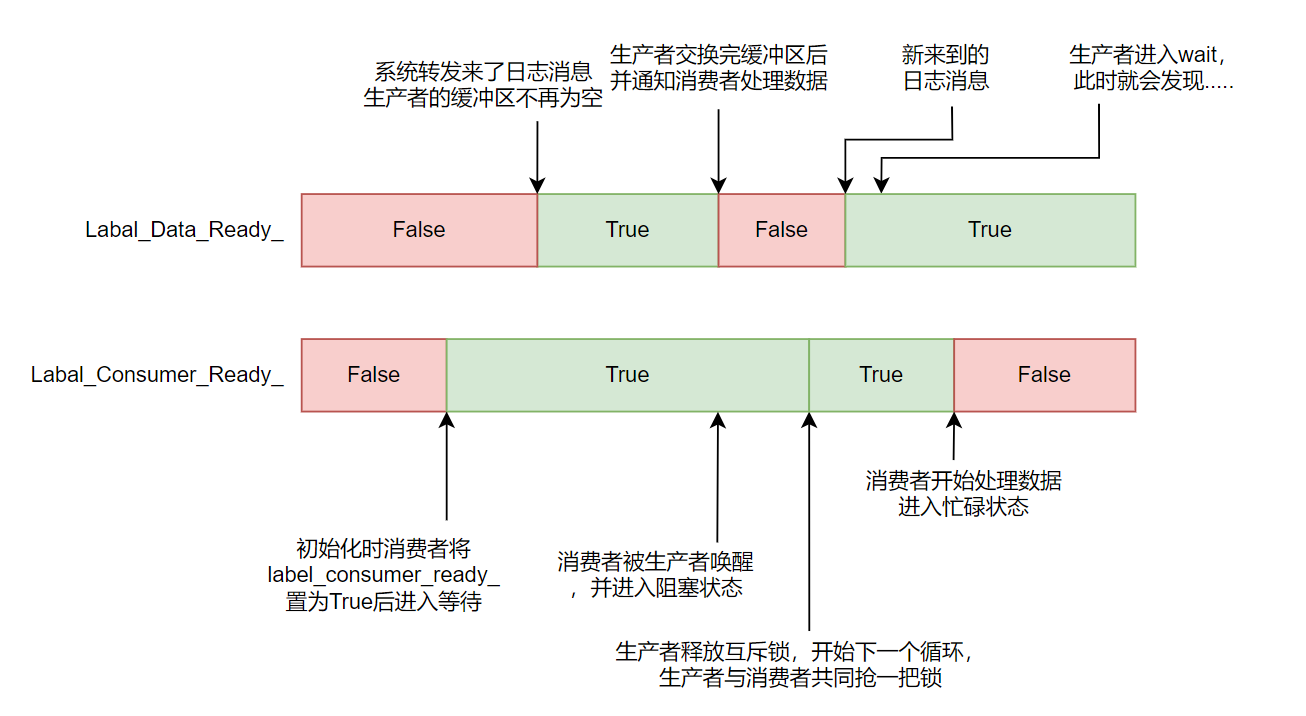 系统转发来了日志消息
生产者的缓冲区不再为空
生产者交换完缓冲区后
并通知消费者处理数据
新来到的
日志消息
生产者进入wait，
此时就会发现.....
Labal_Data_Ready_
False
True
False
True
Labal_Consumer_Ready_
False
True
True
False
初始化时消费者将
label_consumer_ready_
置为True后进入等待
消费者被生产者唤醒
，并进入阻塞状态
生产者释放互斥锁，开始下一个循环，
生产者与消费者共同抢一把锁
消费者开始处理数据
进入忙碌状态